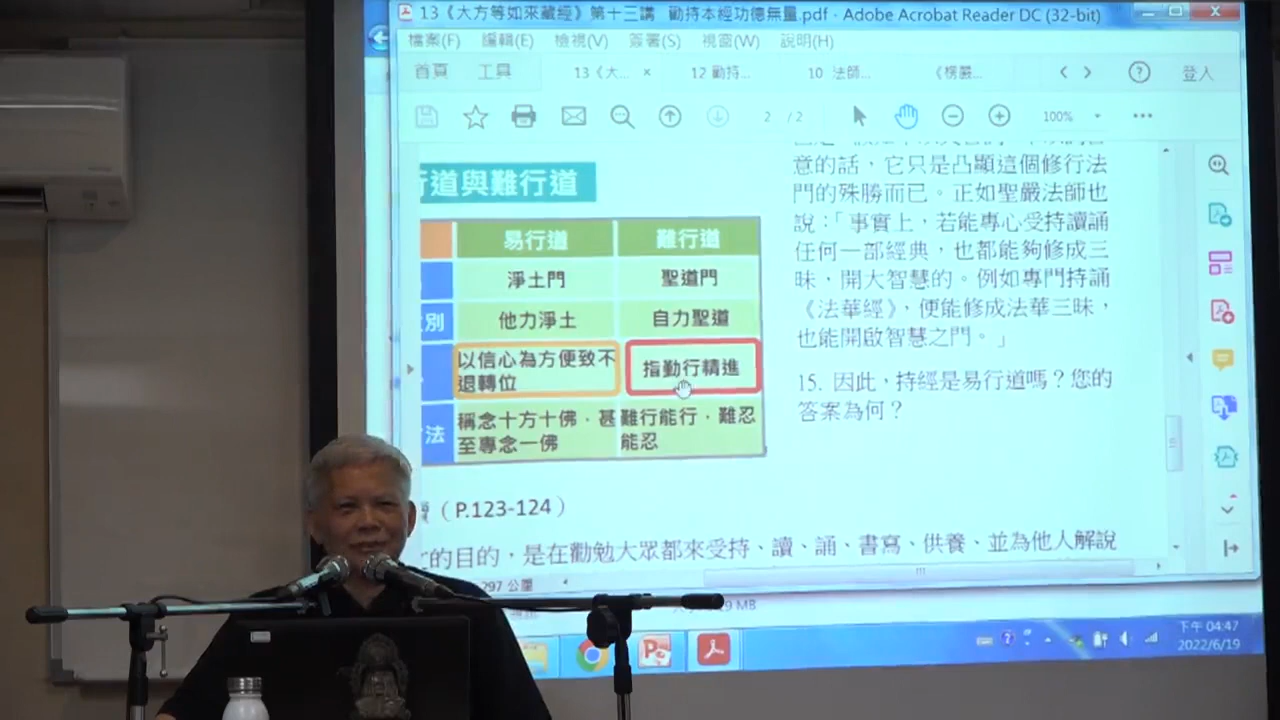 13《大方等如來藏經》第十三講 勸持本經功德無量.pdf - Adobe Acrobat Reader DC (32-bit)
檔案(F) 編輯(E) 檢視(V) 簽署(S) 視窗(W) 說明(H)
首頁 工具 13《大... × 12 勸持... 10 法師... 《楞嚴... 登入
2 / 2 100%
行道與難行道
易行道 難行道
淨土門 聖道門
別 他力淨土 自力聖道
以信心為方便致不退轉位 指勤行精進
法 稱念十方十佛，甚至專念一佛 難行能行，難忍能忍
意的話，它只是凸顯這個修行法
門的殊勝而已。正如聖嚴法師也
說：「事實上，若能專心受持讀誦
任何一部經典，也都能夠修成三
昧，開大智慧的。例如專門持誦
《法華經》，便能修成法華三昧，
也能開啟智慧之門。」
15. 因此，持經是易行道嗎？您的
答案為何？
（P.123-124）
的目的，是在勸勉大眾都來受持、讀、誦、書寫、供養、並為他人解說
297 公釐
MB
下午 04:47
2022/6/19